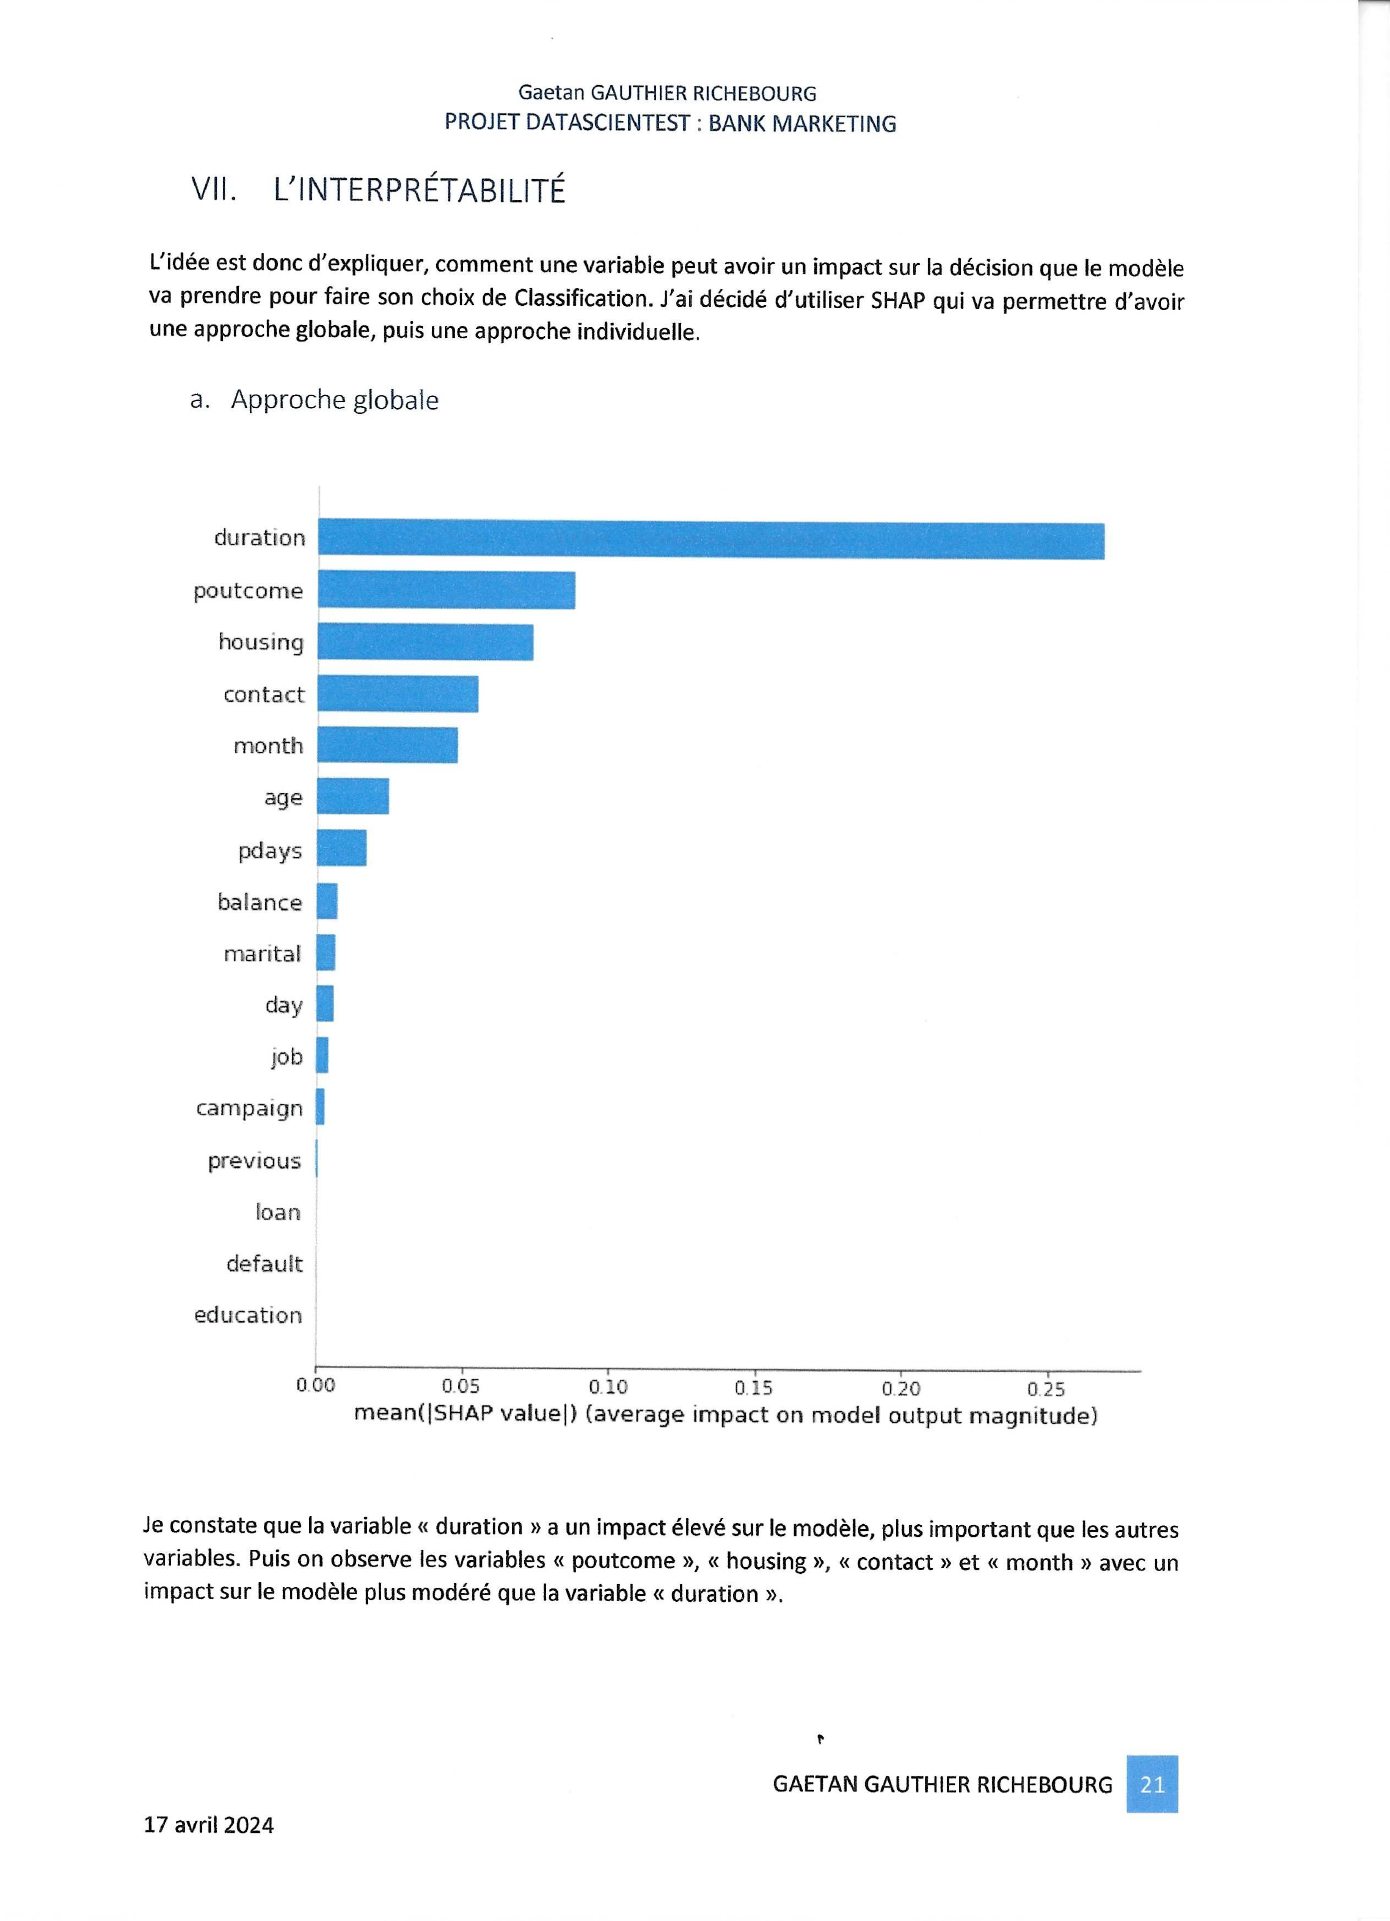 Gaetan GAUTHIER RICHEBOURG
PROJET DATASCIENTEST : BANK MARKETING
VII. L'INTERPRÉTABILITÉ
L'idée est donc d'expliquer, comment une variable peut avoir un impact sur la décision que le modèle
va prendre pour faire son choix de Classification. J'ai décidé d'utiliser SHAP qui va permettre d'avoir
une approche globale, puis une approche individuelle.
a. Approche globale
duration
poutcome
housing
contact
month
age
pdays
balance
marital
day
job
campaign
previous
loan
default
education
0.00 0.05 0.10 0.15 0.20 0.25
mean(|SHAP value|) (average impact on model output magnitude)
Je constate que la variable « duration » a un impact élevé sur le modèle, plus important que les autres
variables. Puis on observe les variables « poutcome », « housing », « contact » et « month » avec un
impact sur le modèle plus modéré que la variable « duration ».
GAETAN GAUTHIER RICHEBOURG 21
17 avril 2024